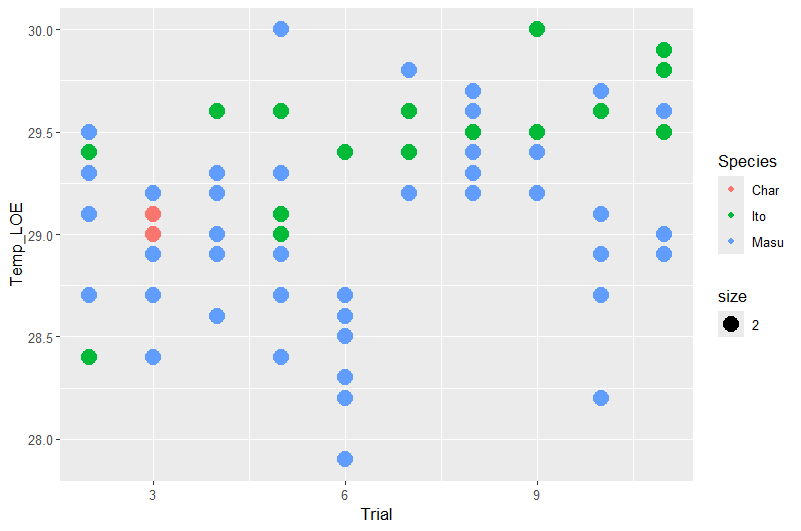 30.0
29.5
29.0
28.5
28.0
Temp_LOE
3
6
9
Trial
Species
Char
Ito
Masu
size
2